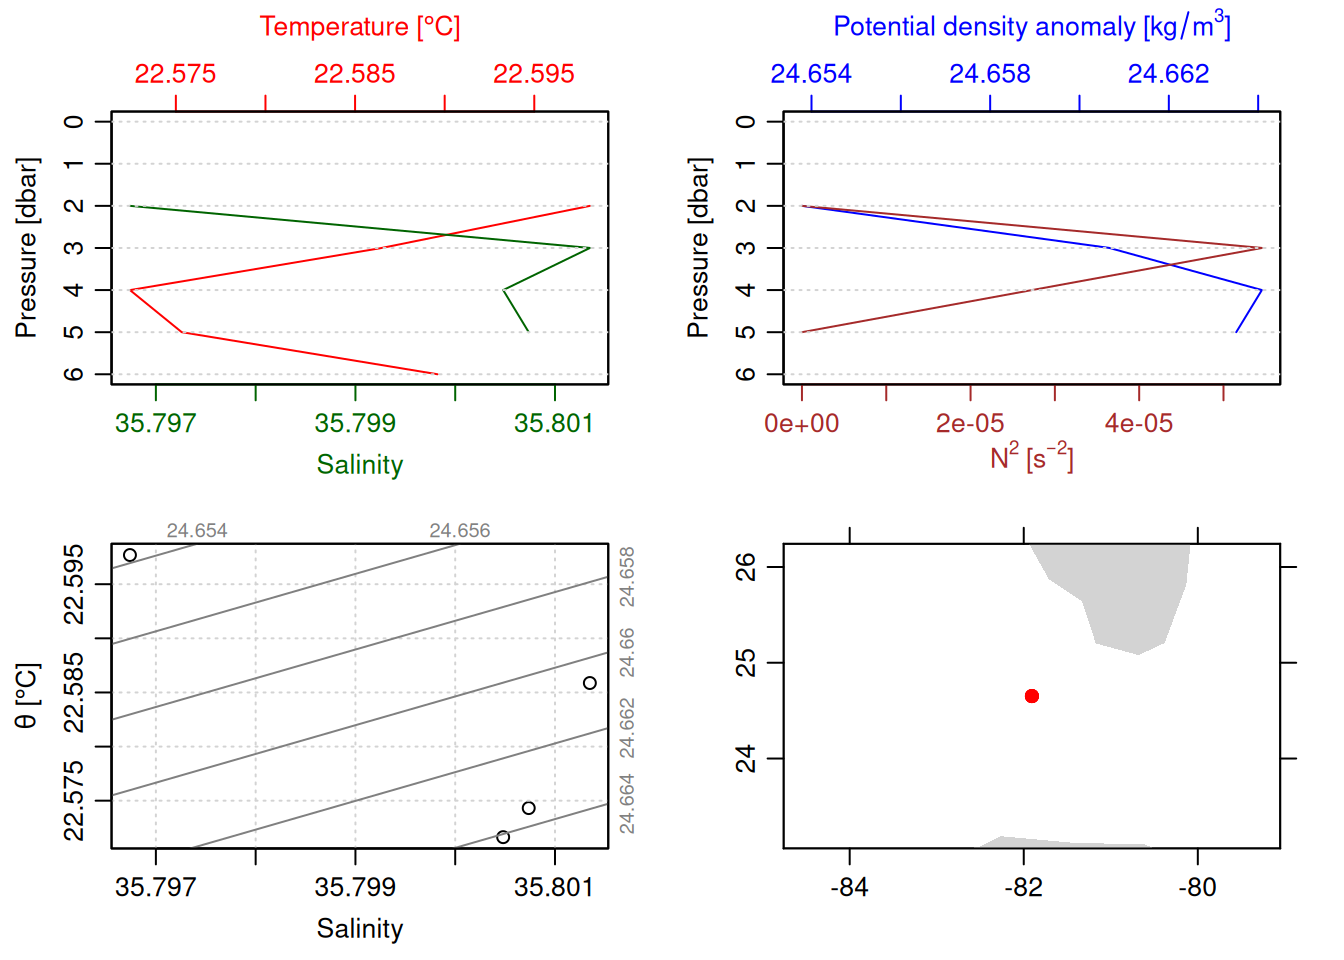 Temperature [°C]
22.575 22.585 22.595
Pressure [dbar]
0 1 2 3 4 5 6
35.797 35.799 35.801
Salinity
Potential density anomaly [kg/m³]
24.654 24.658 24.662
Pressure [dbar]
0 1 2 3 4 5 6
0e+00 2e-05 4e-05
N² [s⁻²]
24.654 24.656
24.658
24.66
24.662
24.664
θ [°C]
22.595
22.585
22.575
35.797 35.799 35.801
Salinity
26
25
24
-84 -82 -80